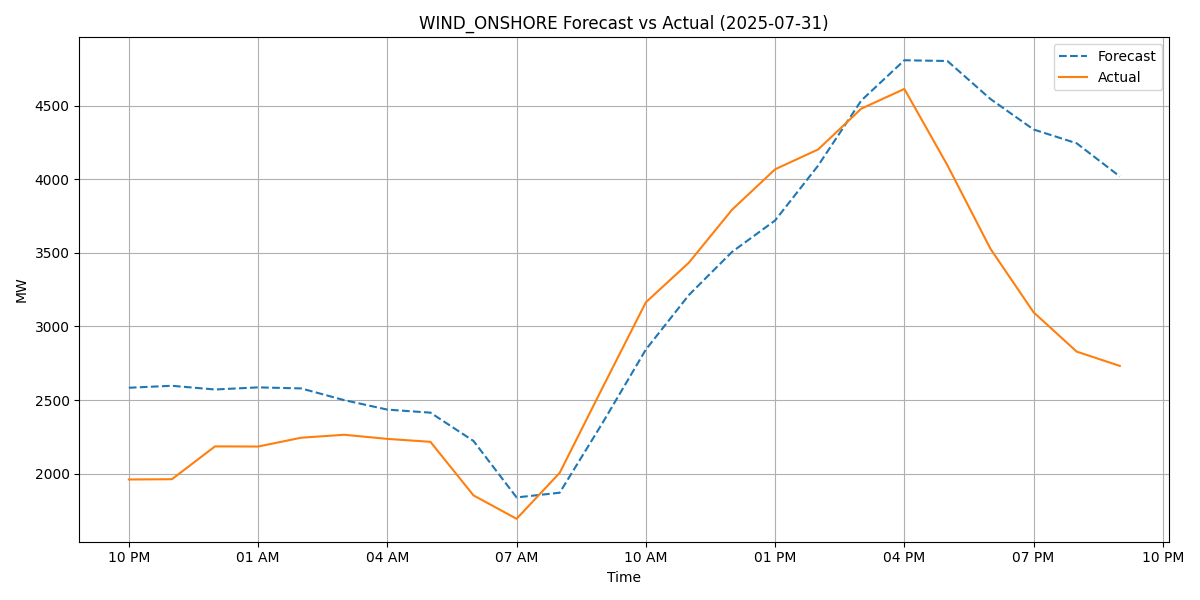 WIND_ONSHORE Forecast vs Actual (2025-07-31)
Forecast
Actual
MW
4500
4000
3500
3000
2500
2000
10 PM 01 AM 04 AM 07 AM 10 AM 01 PM 04 PM 07 PM 10 PM
Time